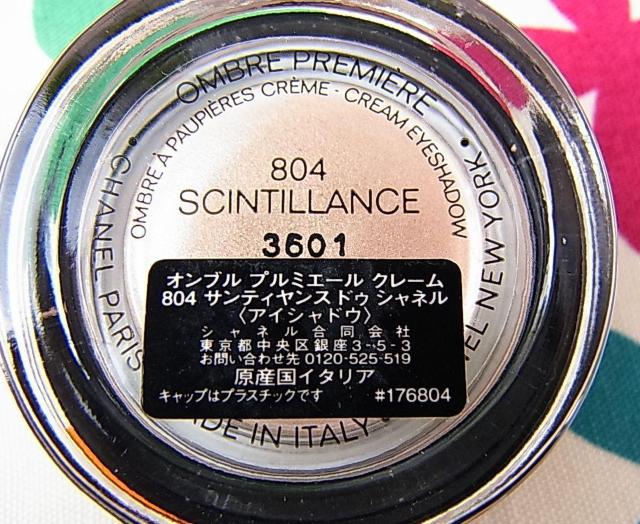 OMBRE PREMIÈRE
OMBRE À PAUPIÈRES CRÈME - CREAM EYESHADOW
804
SCINTILLANCE
3601
CHANEL PARIS
NEW YORK
オンブル プルミエール クレーム
804 サンティヤンスドゥ シャネル
〈アイシャドウ〉
シャネル合同会社
東京都中央区銀座3-5-3
お問い合わせ先 0120-525-519
原産国イタリア
キャップはプラスチックです #176804
IN ITALY